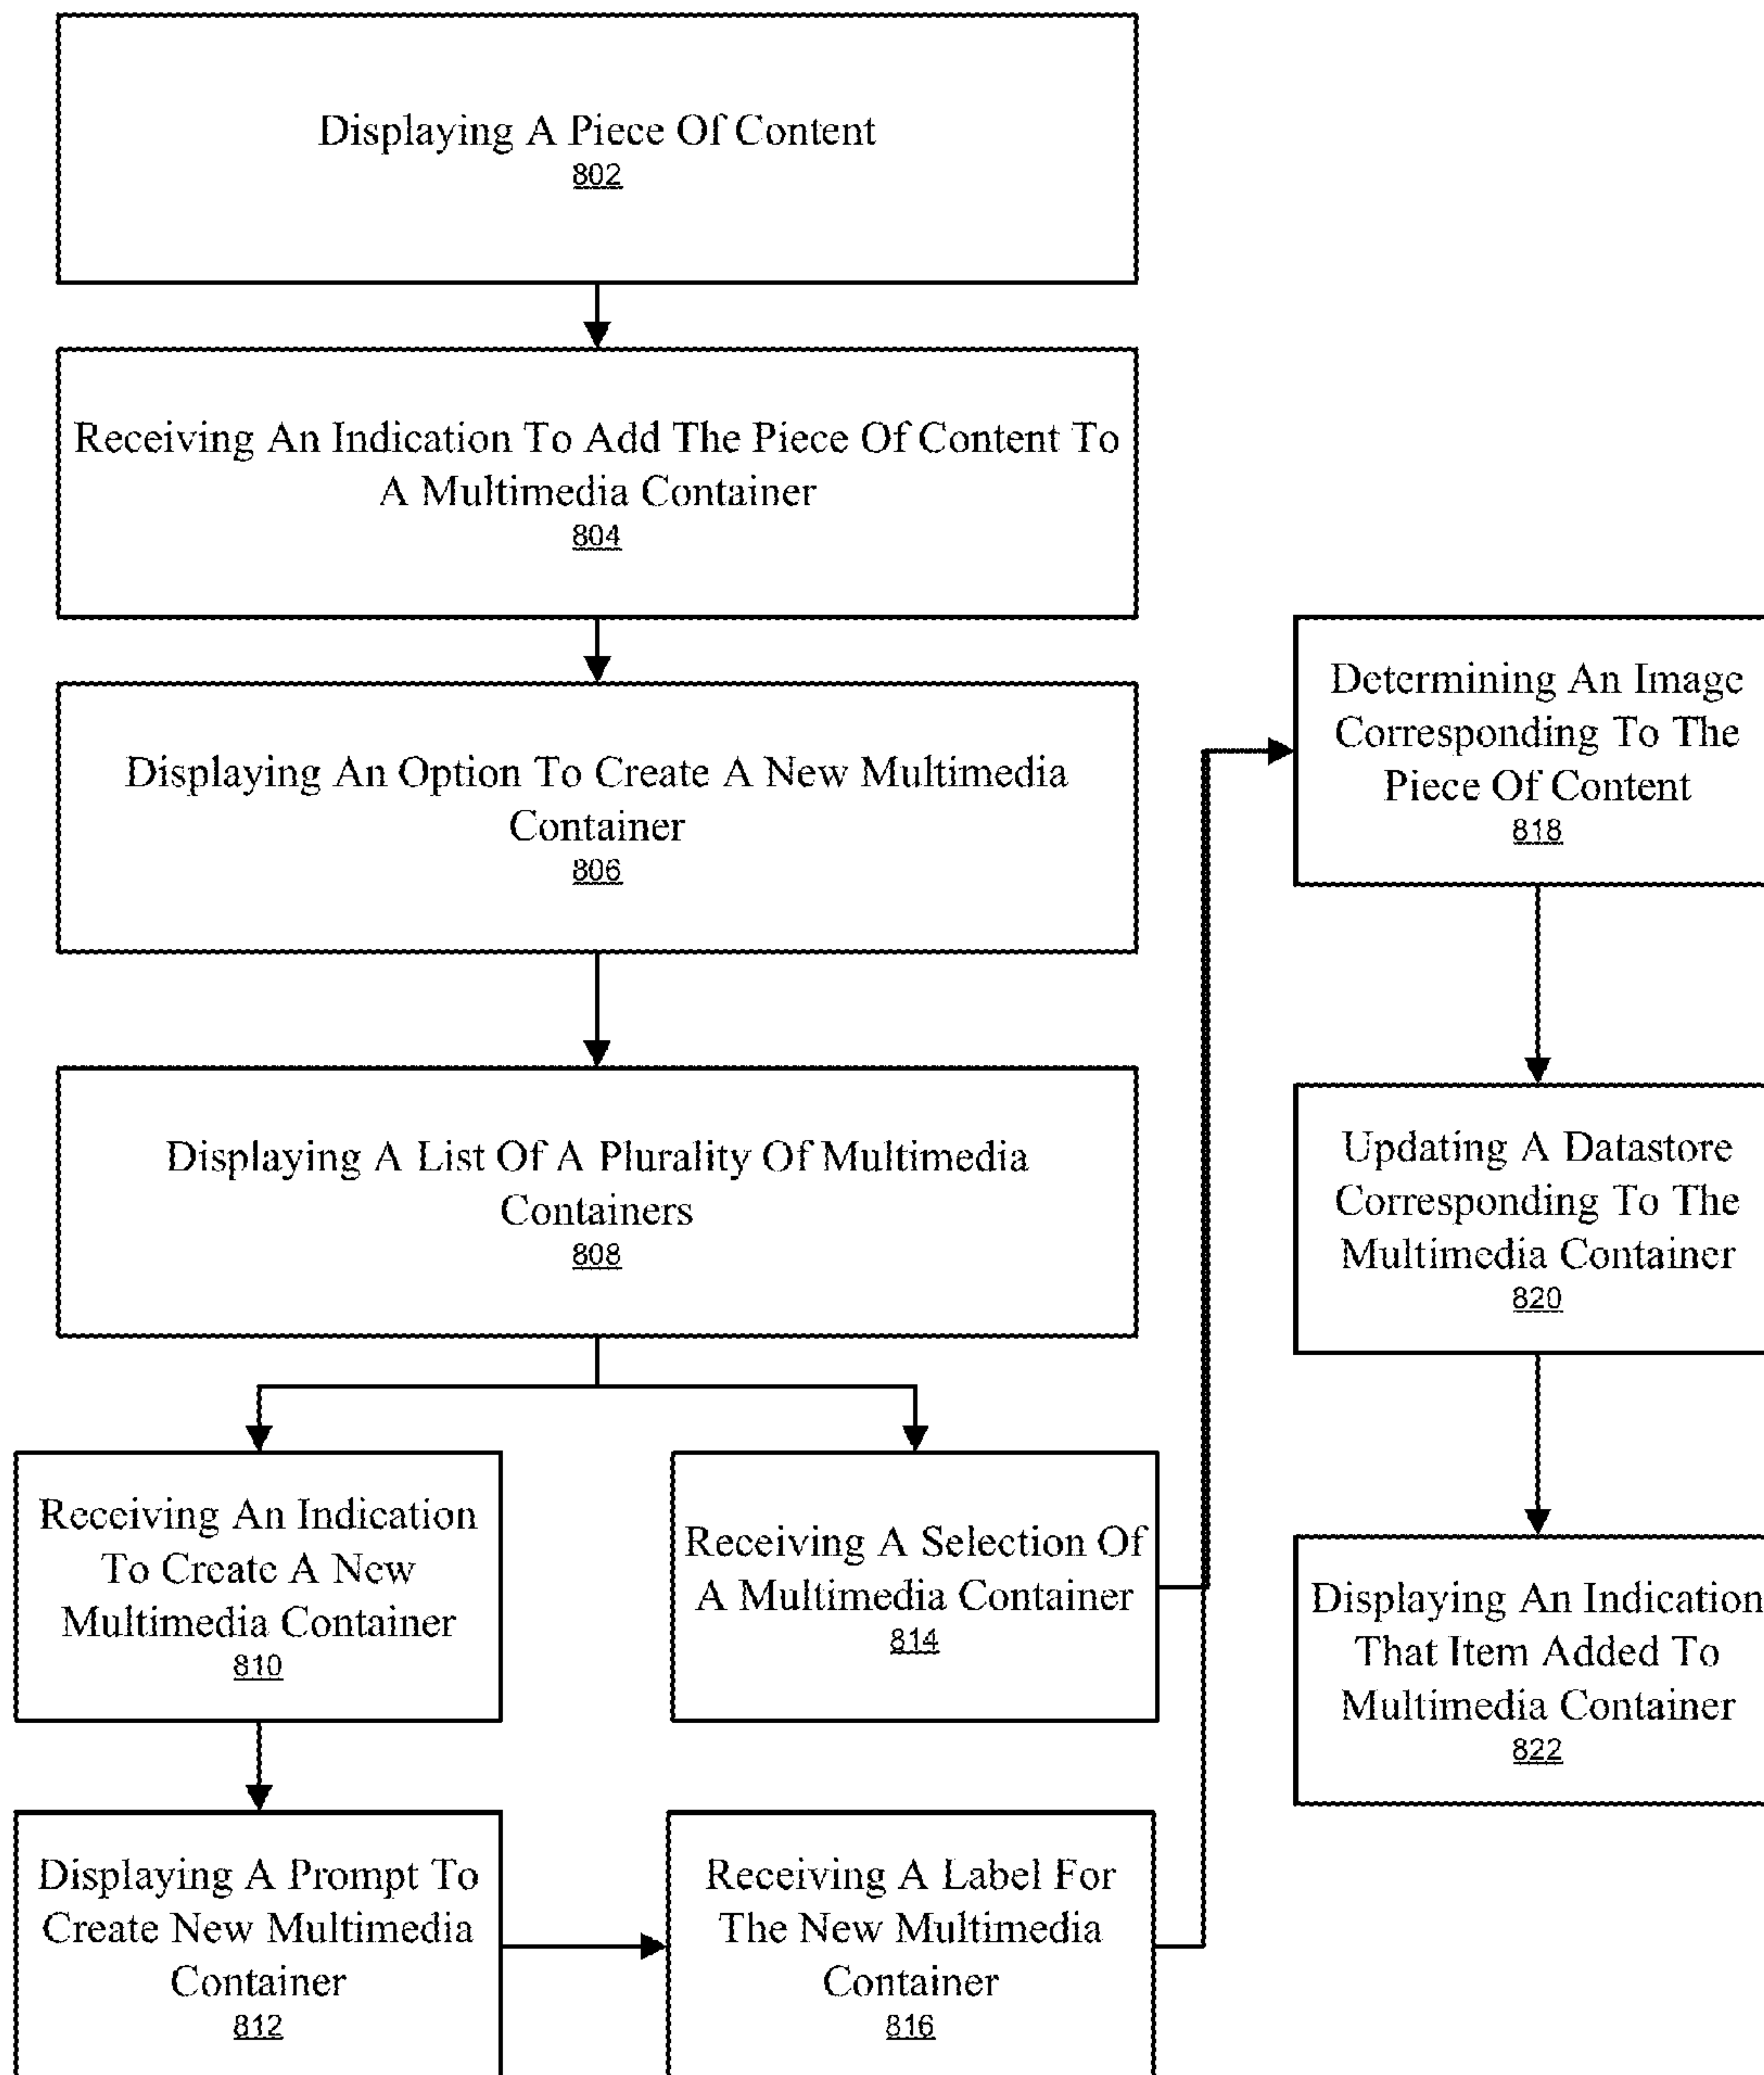 Displaying A Piece Of Content
802
Receiving An Indication To Add The Piece Of Content To
A Multimedia Container
804
Displaying An Option To Create A New Multimedia
Container
806
Displaying A List Of A Plurality Of Multimedia
Containers
808
Receiving An Indication
To Create A New
Multimedia Container
810
Displaying A Prompt To
Create New Multimedia
Container
812
Receiving A Selection Of
A Multimedia Container
814
Receiving A Label For
The New Multimedia
Container
816
Determining An Image
Corresponding To The
Piece Of Content
818
Updating A Datastore
Corresponding To The
Multimedia Container
820
Displaying An Indication
That Item Added To
Multimedia Container
822